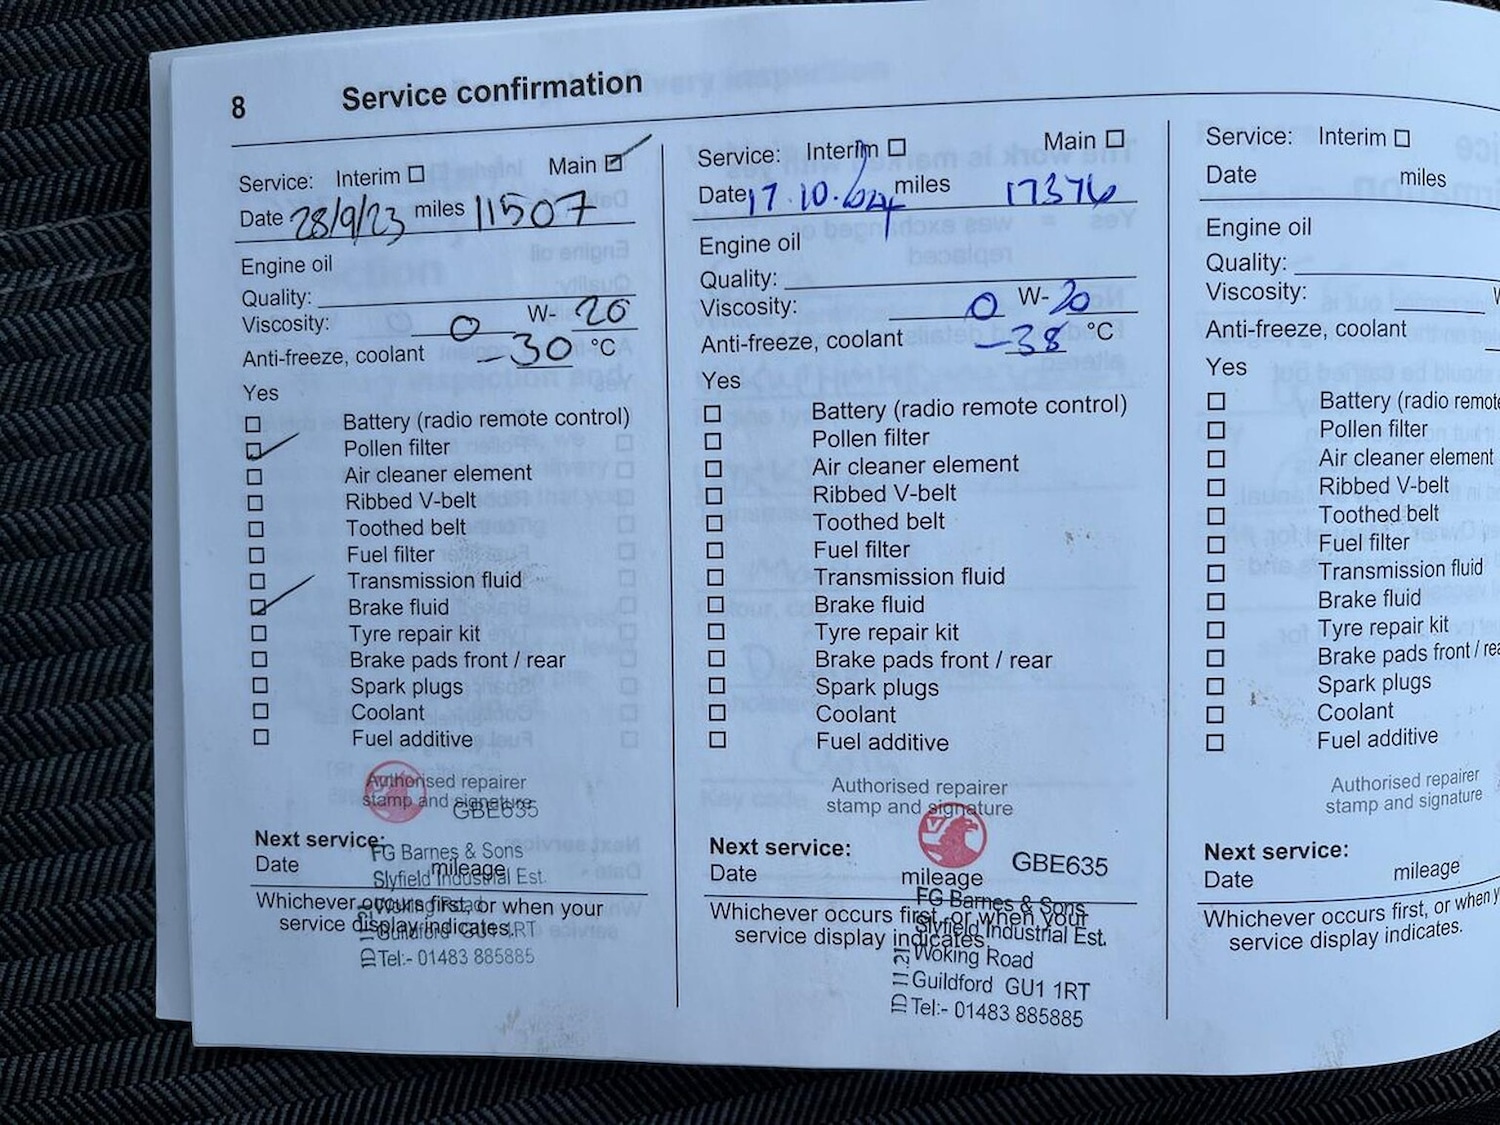 8 Service confirmation
Service: Interim ☐ Main ☑
Date 28/9/23 miles 11507
Engine oil
Quality:
Viscosity: 0 W- 20
Anti-freeze, coolant -30 °C
Yes
☐ Battery (radio remote control)
☑ Pollen filter
☐ Air cleaner element
☐ Ribbed V-belt
☐ Toothed belt
☐ Fuel filter
☐ Transmission fluid
☑ Brake fluid
☐ Tyre repair kit
☐ Brake pads front / rear
☐ Spark plugs
☐ Coolant
☐ Fuel additive
Authorised repairer
stamp and signature
GBE635
Next service:
Date mileage
FG Barnes & Sons
Slyfield Industrial Est.
Woking Road
Guildford GU1 1RT
Tel:- 01483 885885
Whichever occurs first, or when your
service display indicates.
Service: Interim ☐ Main ☐
Date 17.10.24 miles 17376
Engine oil
Quality:
Viscosity: 0 W- 20
Anti-freeze, coolant -38 °C
Yes
☐ Battery (radio remote control)
☐ Pollen filter
☐ Air cleaner element
☐ Ribbed V-belt
☐ Toothed belt
☐ Fuel filter
☐ Transmission fluid
☐ Brake fluid
☐ Tyre repair kit
☐ Brake pads front / rear
☐ Spark plugs
☐ Coolant
☐ Fuel additive
Authorised repairer
stamp and signature
Next service:
Date mileage
GBE635
FG Barnes & Sons
Slyfield Industrial Est.
Woking Road
Guildford GU1 1RT
Tel:- 01483 885885
Whichever occurs first, or when your
service display indicates.
Service: Interim ☐
Date miles
Engine oil
Quality:
Viscosity:
Anti-freeze, coolant
Yes
☐ Battery (radio remote
☐ Pollen filter
☐ Air cleaner element
☐ Ribbed V-belt
☐ Toothed belt
☐ Fuel filter
☐ Transmission fluid
☐ Brake fluid
☐ Tyre repair kit
☐ Brake pads front /
☐ Spark plugs
☐ Coolant
☐ Fuel additive
Authorised repairer
stamp and signature
Next service:
Date mileage
Whichever occurs first, or when
service display indicates.